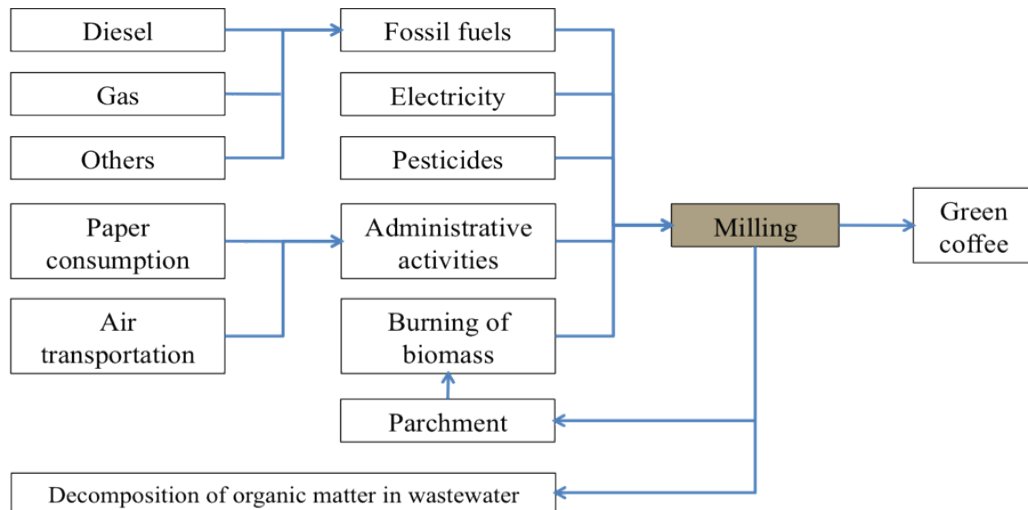 Diesel
Fossil fuels
Gas
Electricity
Others
Pesticides
Paper
consumption
Administrative
activities
Milling
Green
coffee
Air
transportation
Burning of
biomass
Parchment
Decomposition of organic matter in wastewater